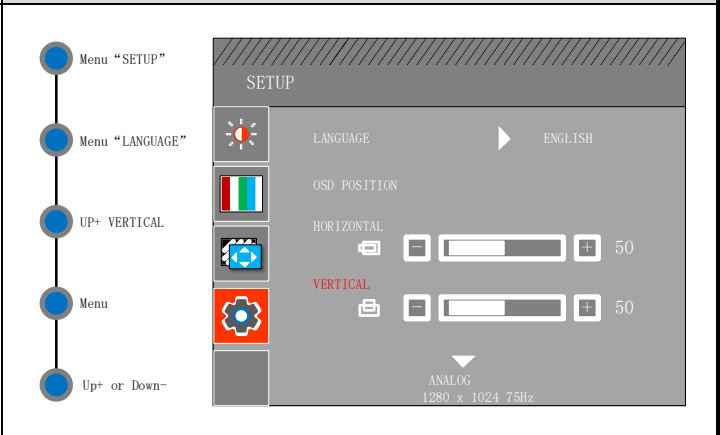 Menu “SETUP”
Menu “LANGUAGE”
UP+ VERTICAL
Menu
Up+ or Down-
SETUP
LANGUAGE ENGLISH
OSD POSITION
HORIZONTAL
50
VERTICAL
50
ANALOG
1280 x 1024 75Hz